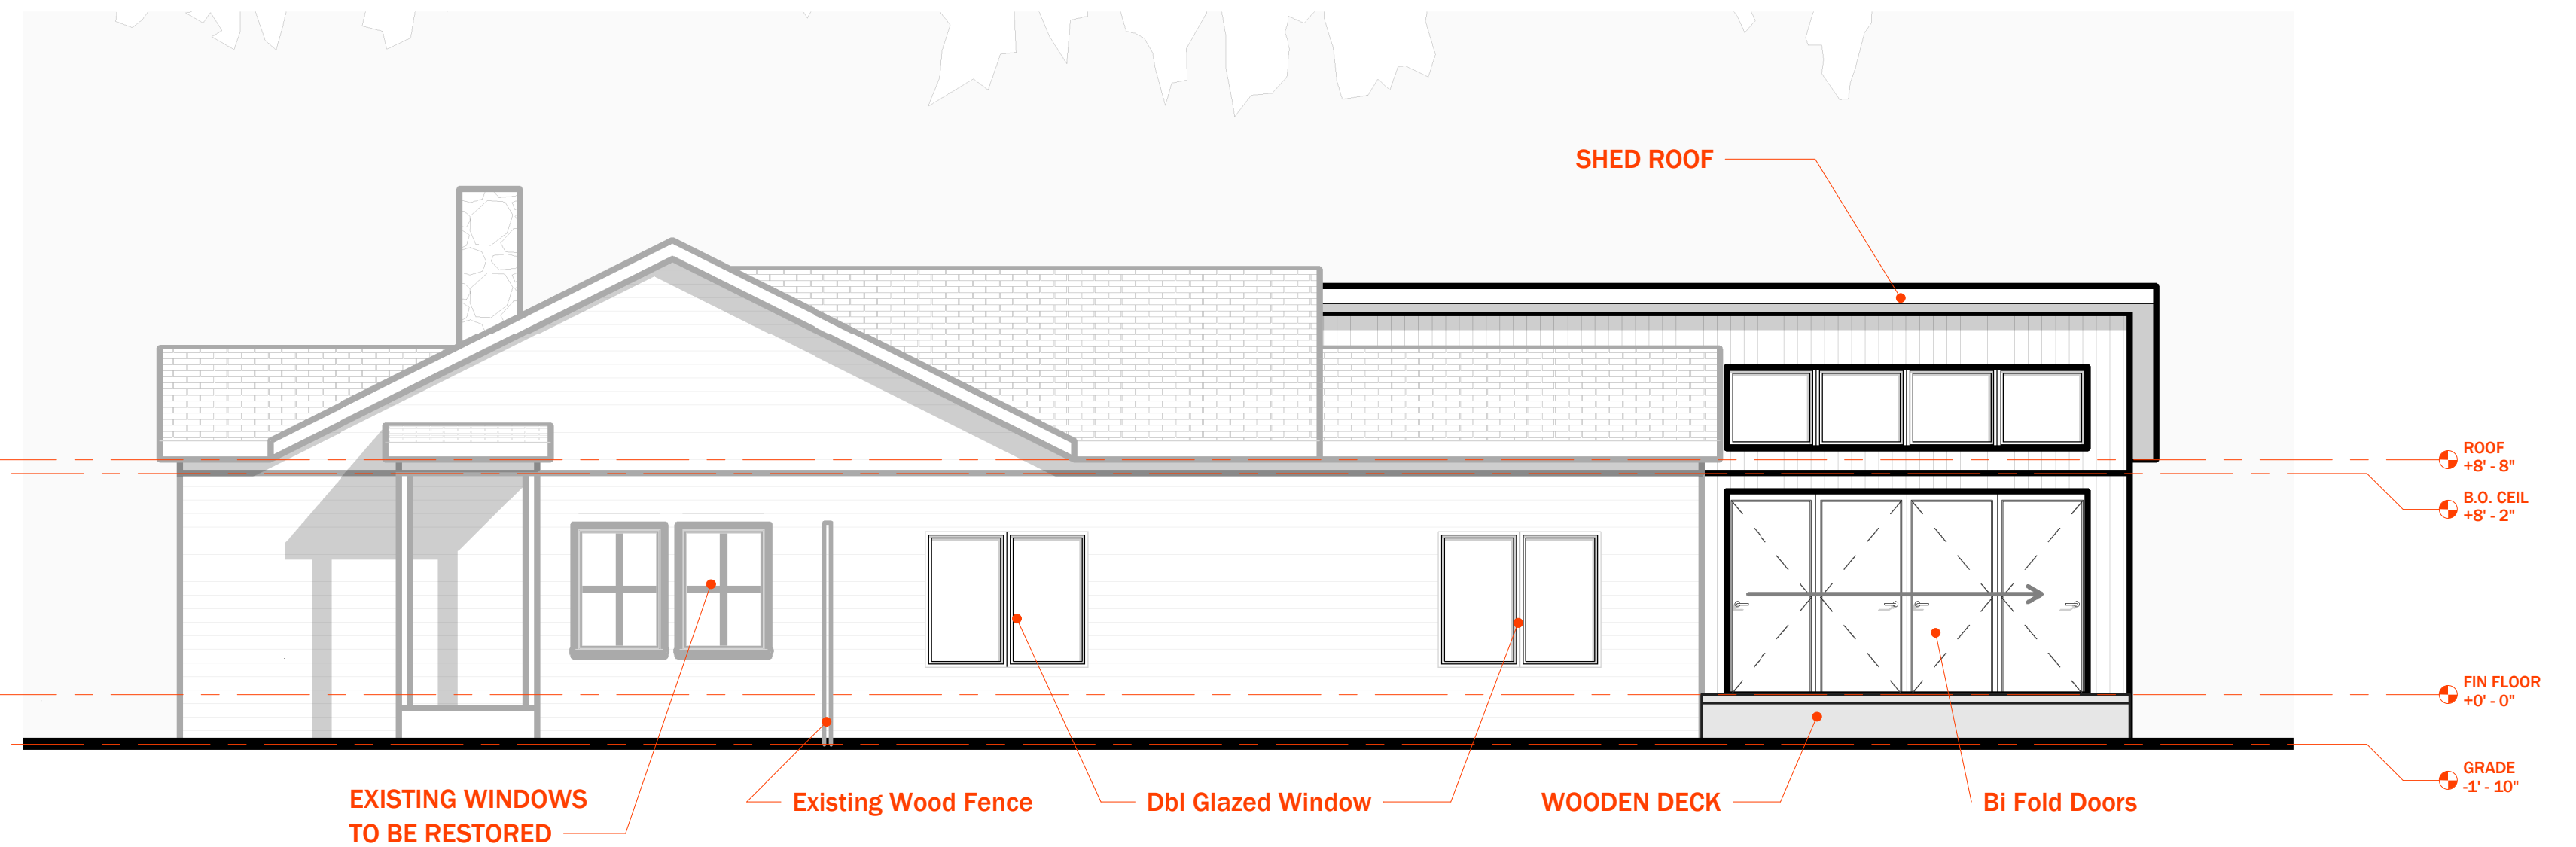 SHED ROOF
ROOF
+8' - 8"
B.O. CEIL
+8' - 2"
FIN FLOOR
+0' - 0"
GRADE
-1' - 10"
EXISTING WINDOWS
TO BE RESTORED
Existing Wood Fence
Dbl Glazed Window
WOODEN DECK
Bi Fold Doors